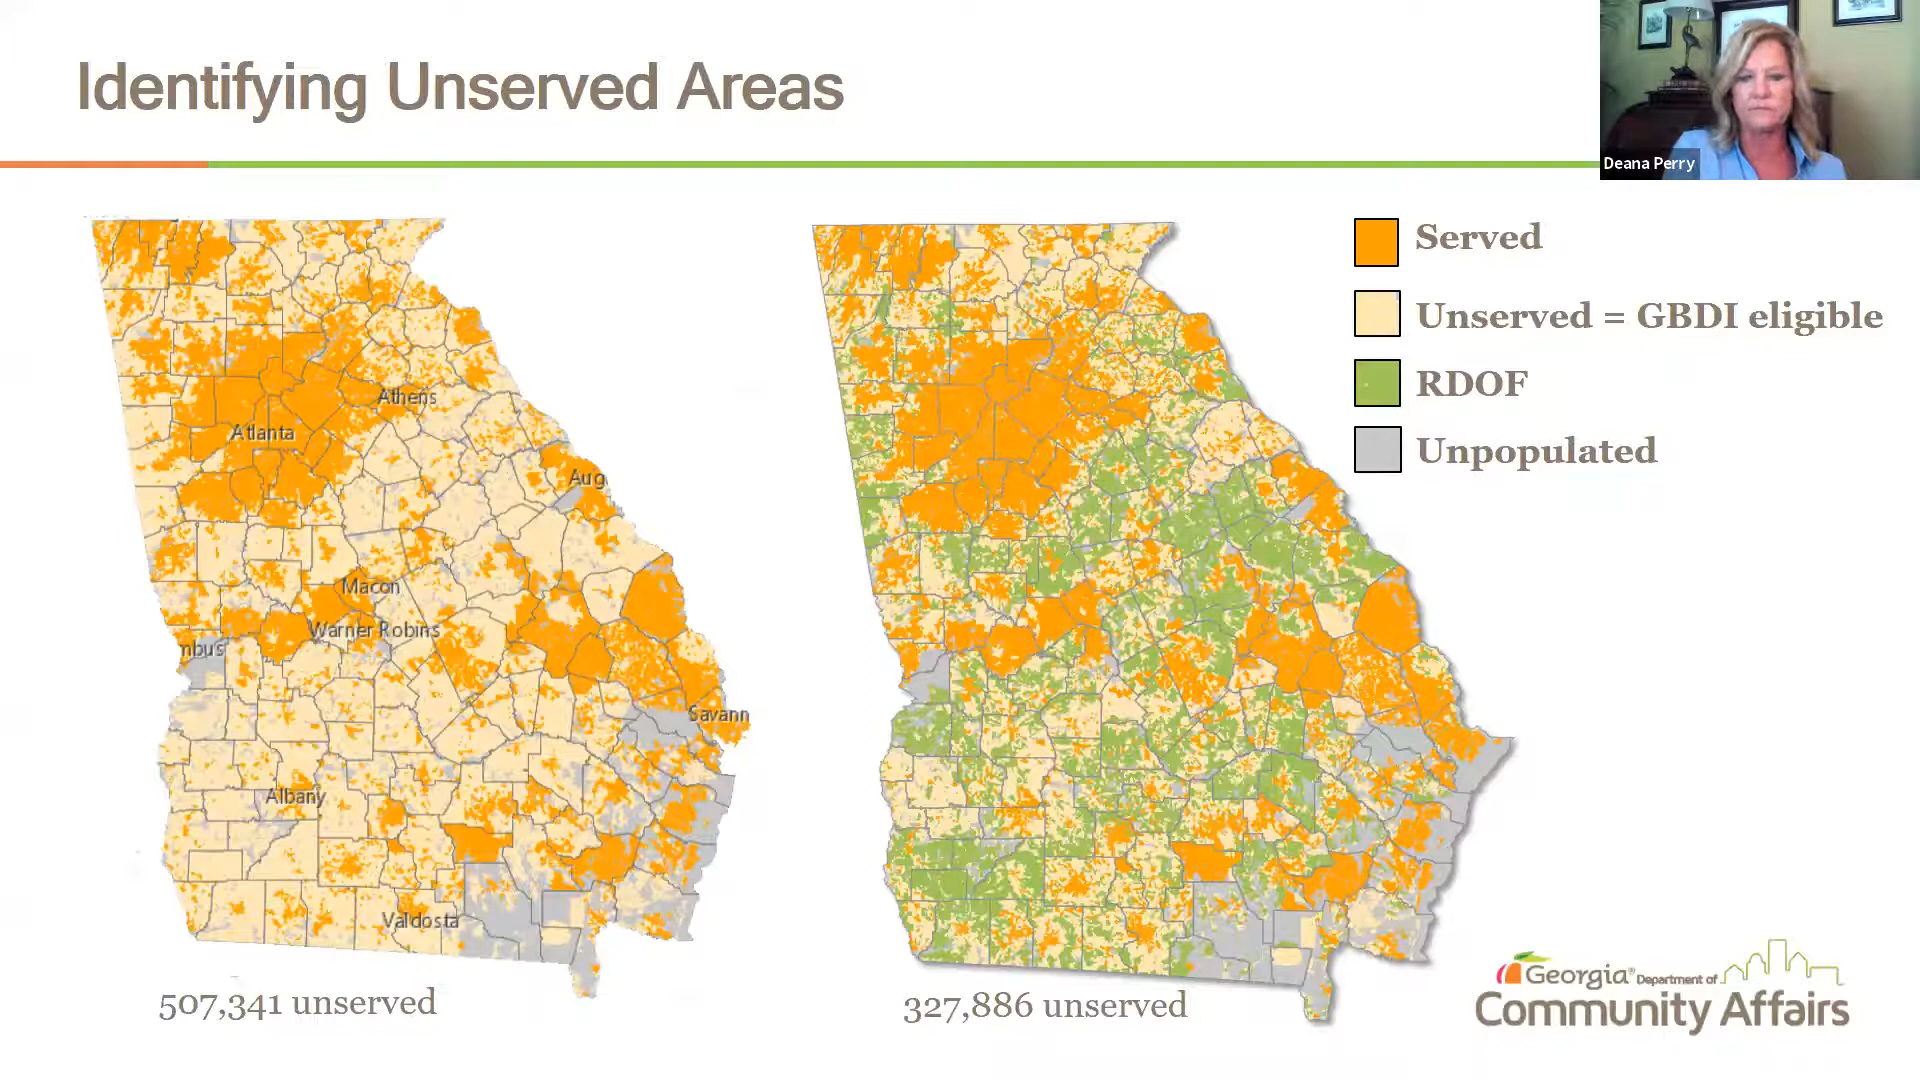 Identifying Unserved Areas
Deana Perry
Served
Unserved = GBDI eligible
RDOF
Unpopulated
Athens
Atlanta
Aug
Macon
Warner Robins
mbus
Savann
Albany
Valdosta
507,341 unserved
327,886 unserved
Georgia® Department of
Community Affairs